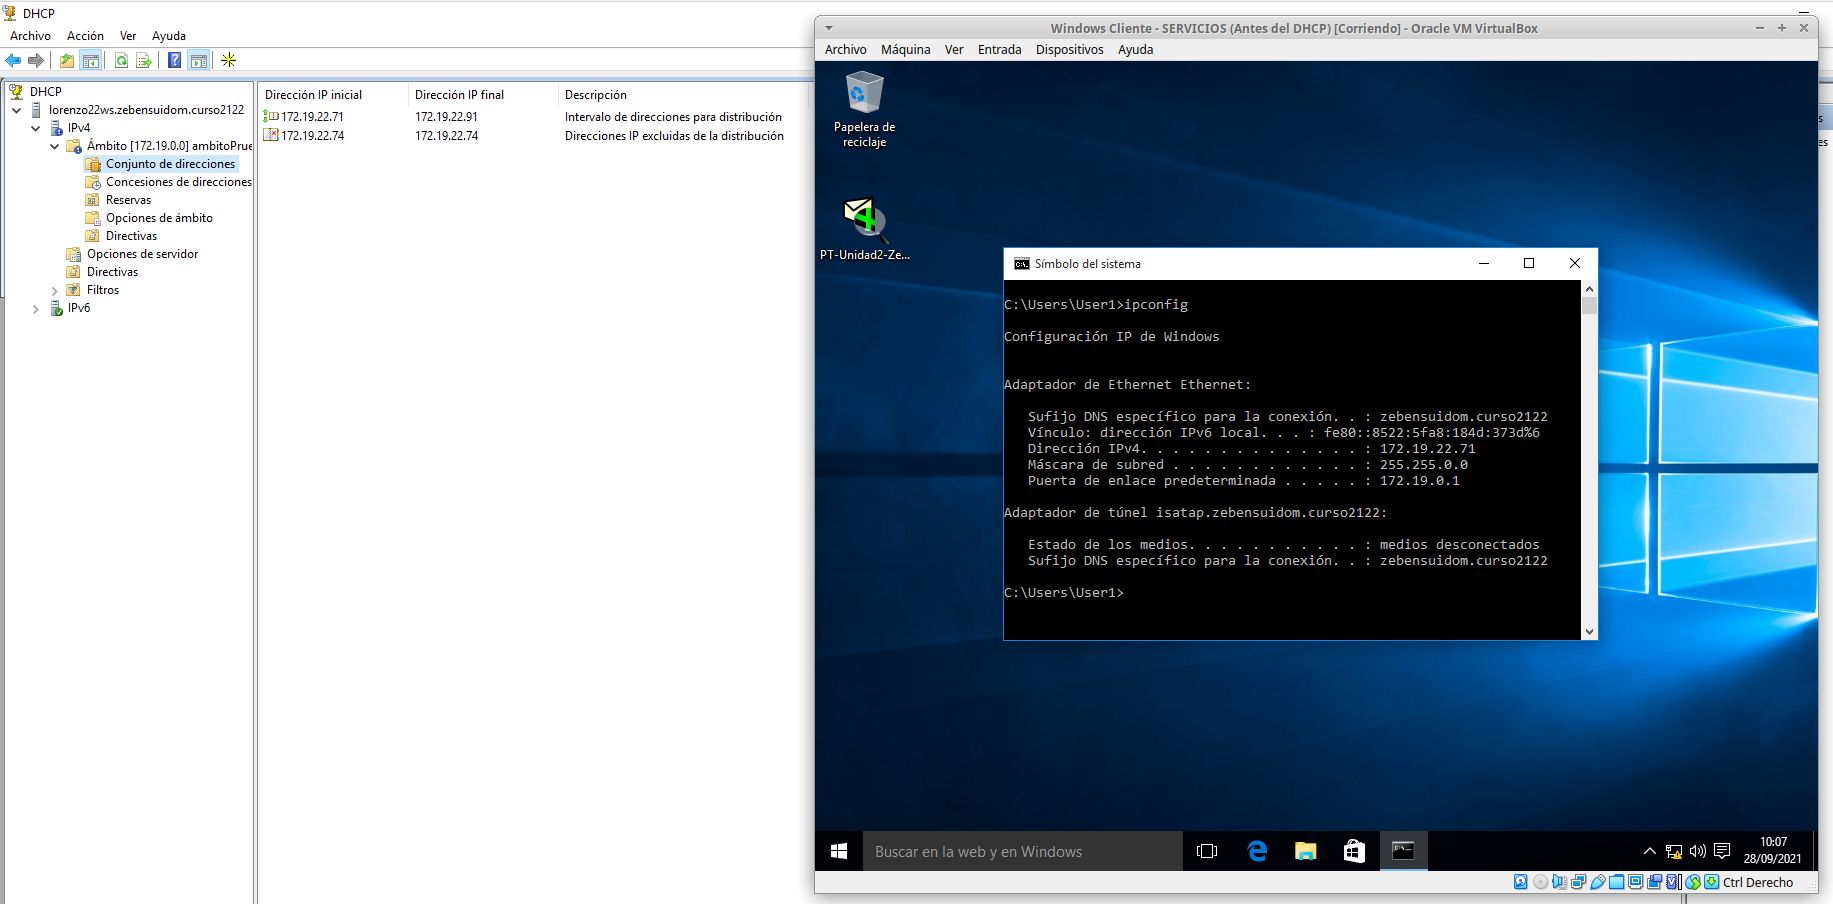 DHCP
Archivo Acción Ver Ayuda
DHCP
lorenzo22ws.zebensuidom.curso2122
IPv4
Ámbito [172.19.0.0] ambitoPrue
Conjunto de direcciones
Concesiones de direcciones
Reservas
Opciones de ámbito
Directivas
Opciones de servidor
Directivas
Filtros
IPv6
Dirección IP inicial Dirección IP final Descripción
172.19.22.71 172.19.22.91 Intervalo de direcciones para distribución
172.19.22.74 172.19.22.74 Direcciones IP excluidas de la distribución
Windows Cliente - SERVICIOS (Antes del DHCP) [Corriendo] - Oracle VM VirtualBox
Archivo Máquina Ver Entrada Dispositivos Ayuda
Papelera de
reciclaje
PT-Unidad2-Ze...
Símbolo del sistema
C:\Users\User1>ipconfig
Configuración IP de Windows
Adaptador de Ethernet Ethernet:
Sufijo DNS específico para la conexión. . : zebensuidom.curso2122
Vínculo: dirección IPv6 local. . . : fe80::8522:5fa8:184d:373d%6
Dirección IPv4. . . . . . . . . . . . . . : 172.19.22.71
Máscara de subred . . . . . . . . . . . . : 255.255.0.0
Puerta de enlace predeterminada . . . . . : 172.19.0.1
Adaptador de túnel isatap.zebensuidom.curso2122:
Estado de los medios. . . . . . . . . . . : medios desconectados
Sufijo DNS específico para la conexión. . : zebensuidom.curso2122
C:\Users\User1>
Buscar en la web y en Windows
10:07
28/09/2021
Ctrl Derecho